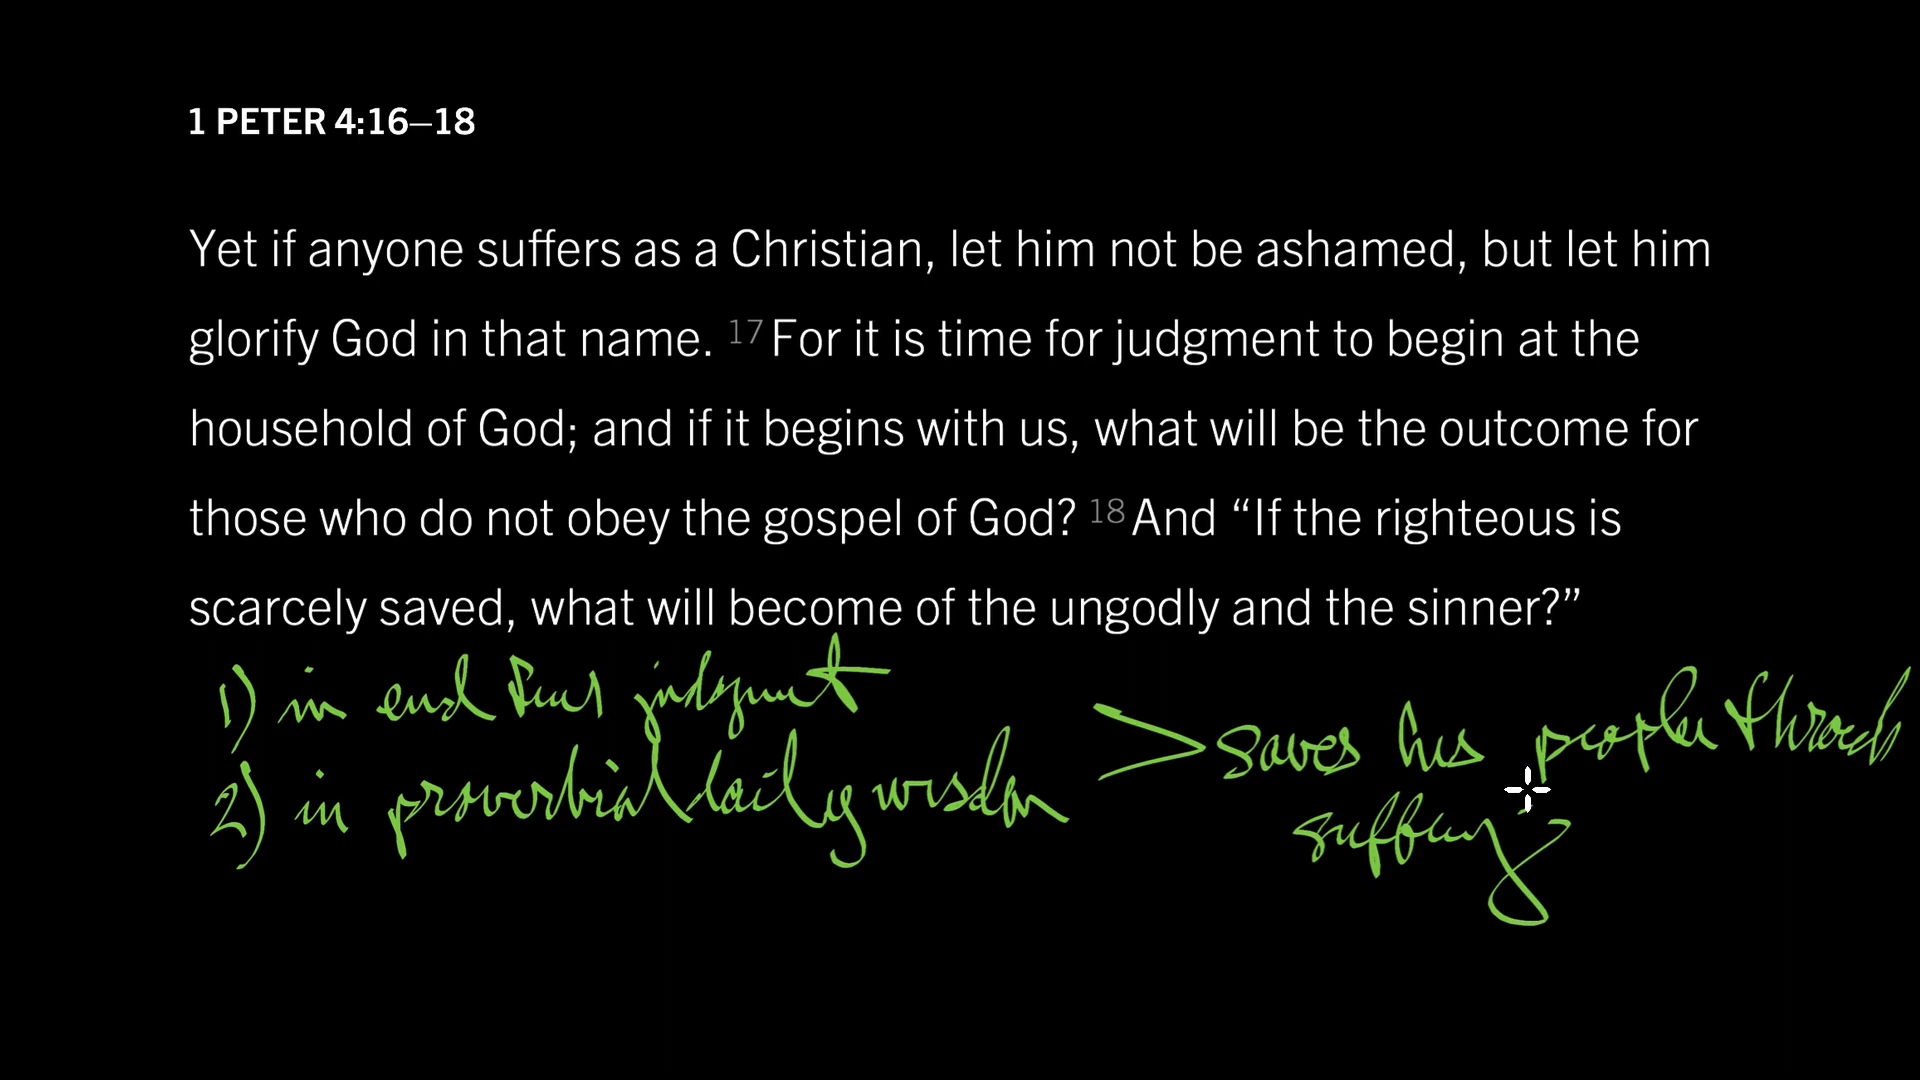 1 PETER 4:16–18
Yet if anyone suffers as a Christian, let him not be ashamed, but let him
glorify God in that name. 17 For it is time for judgment to begin at the
household of God; and if it begins with us, what will be the outcome for
those who do not obey the gospel of God? 18 And “If the righteous is
scarcely saved, what will become of the ungodly and the sinner?”
1) in end judgment
2) in proverbial daily wisdom
> saves his people through
suffering